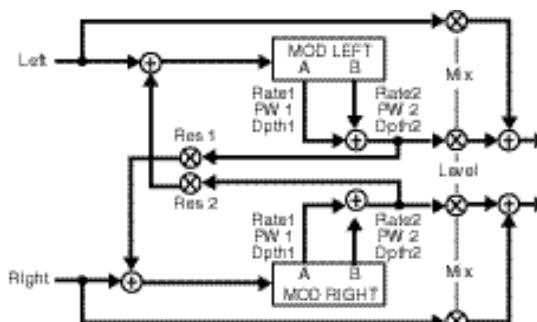 MOD LEFT
A B
Left
Mix
Rate1 Rate2
PW 1 PW 2
Dpth1 Dpth2
Res 1
Level
Res 2
Rate1 Rate2
PW 1 PW 2
Dpth1 Dpth2
Right
A B
Mix
MOD RIGHT